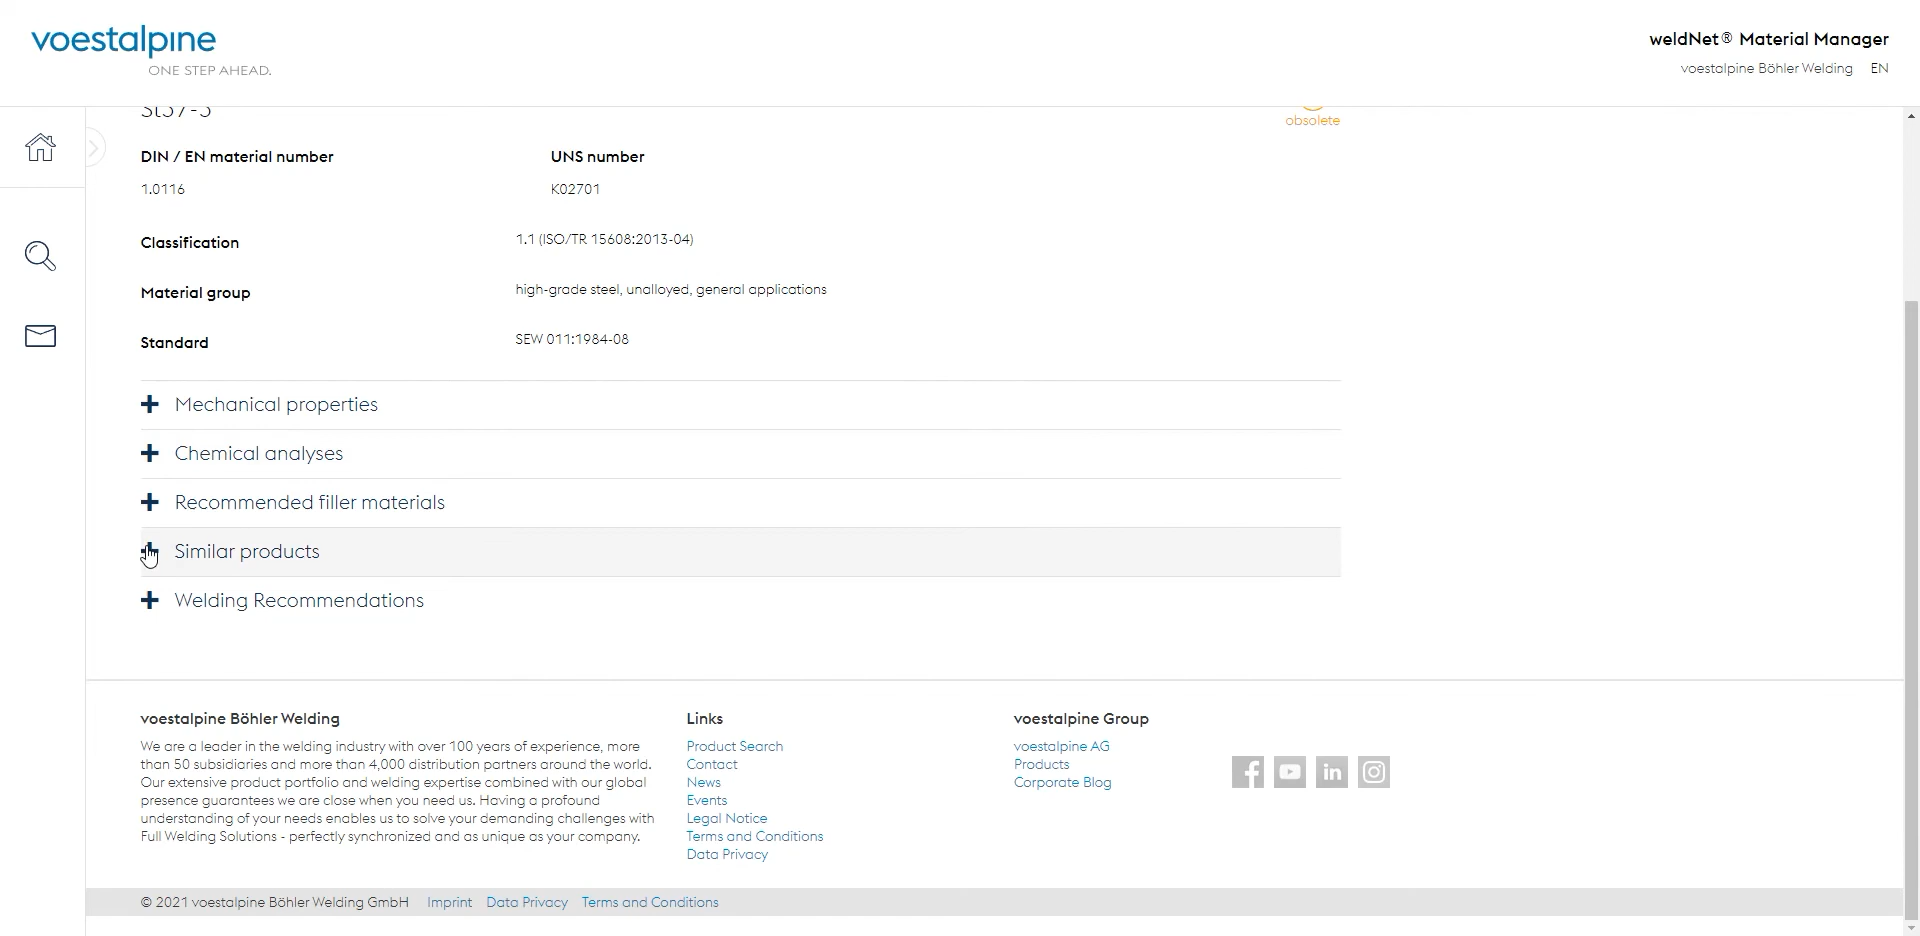 voestalpine
ONE STEP AHEAD.
weldNet® Material Manager
voestalpine Böhler Welding EN
St37-3
obsolete
DIN / EN material number
UNS number
1.0116
K02701
Classification
1.1 (ISO/TR 15608:2013-04)
Material group
high-grade steel, unalloyed, general applications
Standard
SEW 011:1984-08
Mechanical properties
Chemical analyses
Recommended filler materials
Similar products
Welding Recommendations
voestalpine Böhler Welding
We are a leader in the welding industry with over 100 years of experience, more
than 50 subsidiaries and more than 4,000 distribution partners around the world.
Our extensive product portfolio and welding expertise combined with our global
presence guarantees we are close when you need us. Having a profound
understanding of your needs enables us to solve your demanding challenges with
Full Welding Solutions - perfectly synchronized and as unique as your company.
Links
Product Search
Contact
News
Events
Legal Notice
Terms and Conditions
Data Privacy
voestalpine Group
voestalpine AG
Products
Corporate Blog
© 2021 voestalpine Böhler Welding GmbH Imprint Data Privacy Terms and Conditions